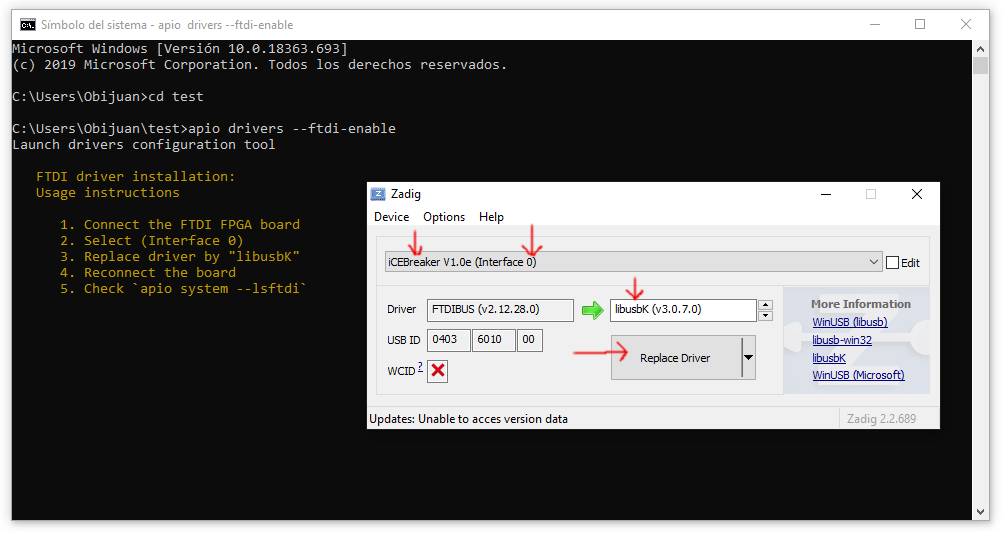 Símbolo del sistema - apio drivers --ftdi-enable
Microsoft Windows [Versión 10.0.18363.693]
(c) 2019 Microsoft Corporation. Todos los derechos reservados.
C:\Users\Obijuan>cd test
C:\Users\Obijuan\test>apio drivers --ftdi-enable
Launch drivers configuration tool
FTDI driver installation:
Usage instructions
1. Connect the FTDI FPGA board
2. Select (Interface 0)
3. Replace driver by "libusbK"
4. Reconnect the board
5. Check `apio system --lsftdi`
Zadig
Device Options Help
iCEBreaker V1.0e (Interface 0) Edit
Driver FTDIBUS (v2.12.28.0) libusbK (v3.0.7.0)
USB ID 0403 6010 00
WCID ?
Replace Driver
More Information
WinUSB (libusb)
libusb-win32
libusbK
WinUSB (Microsoft)
Updates: Unable to acces version data Zadig 2.2.689